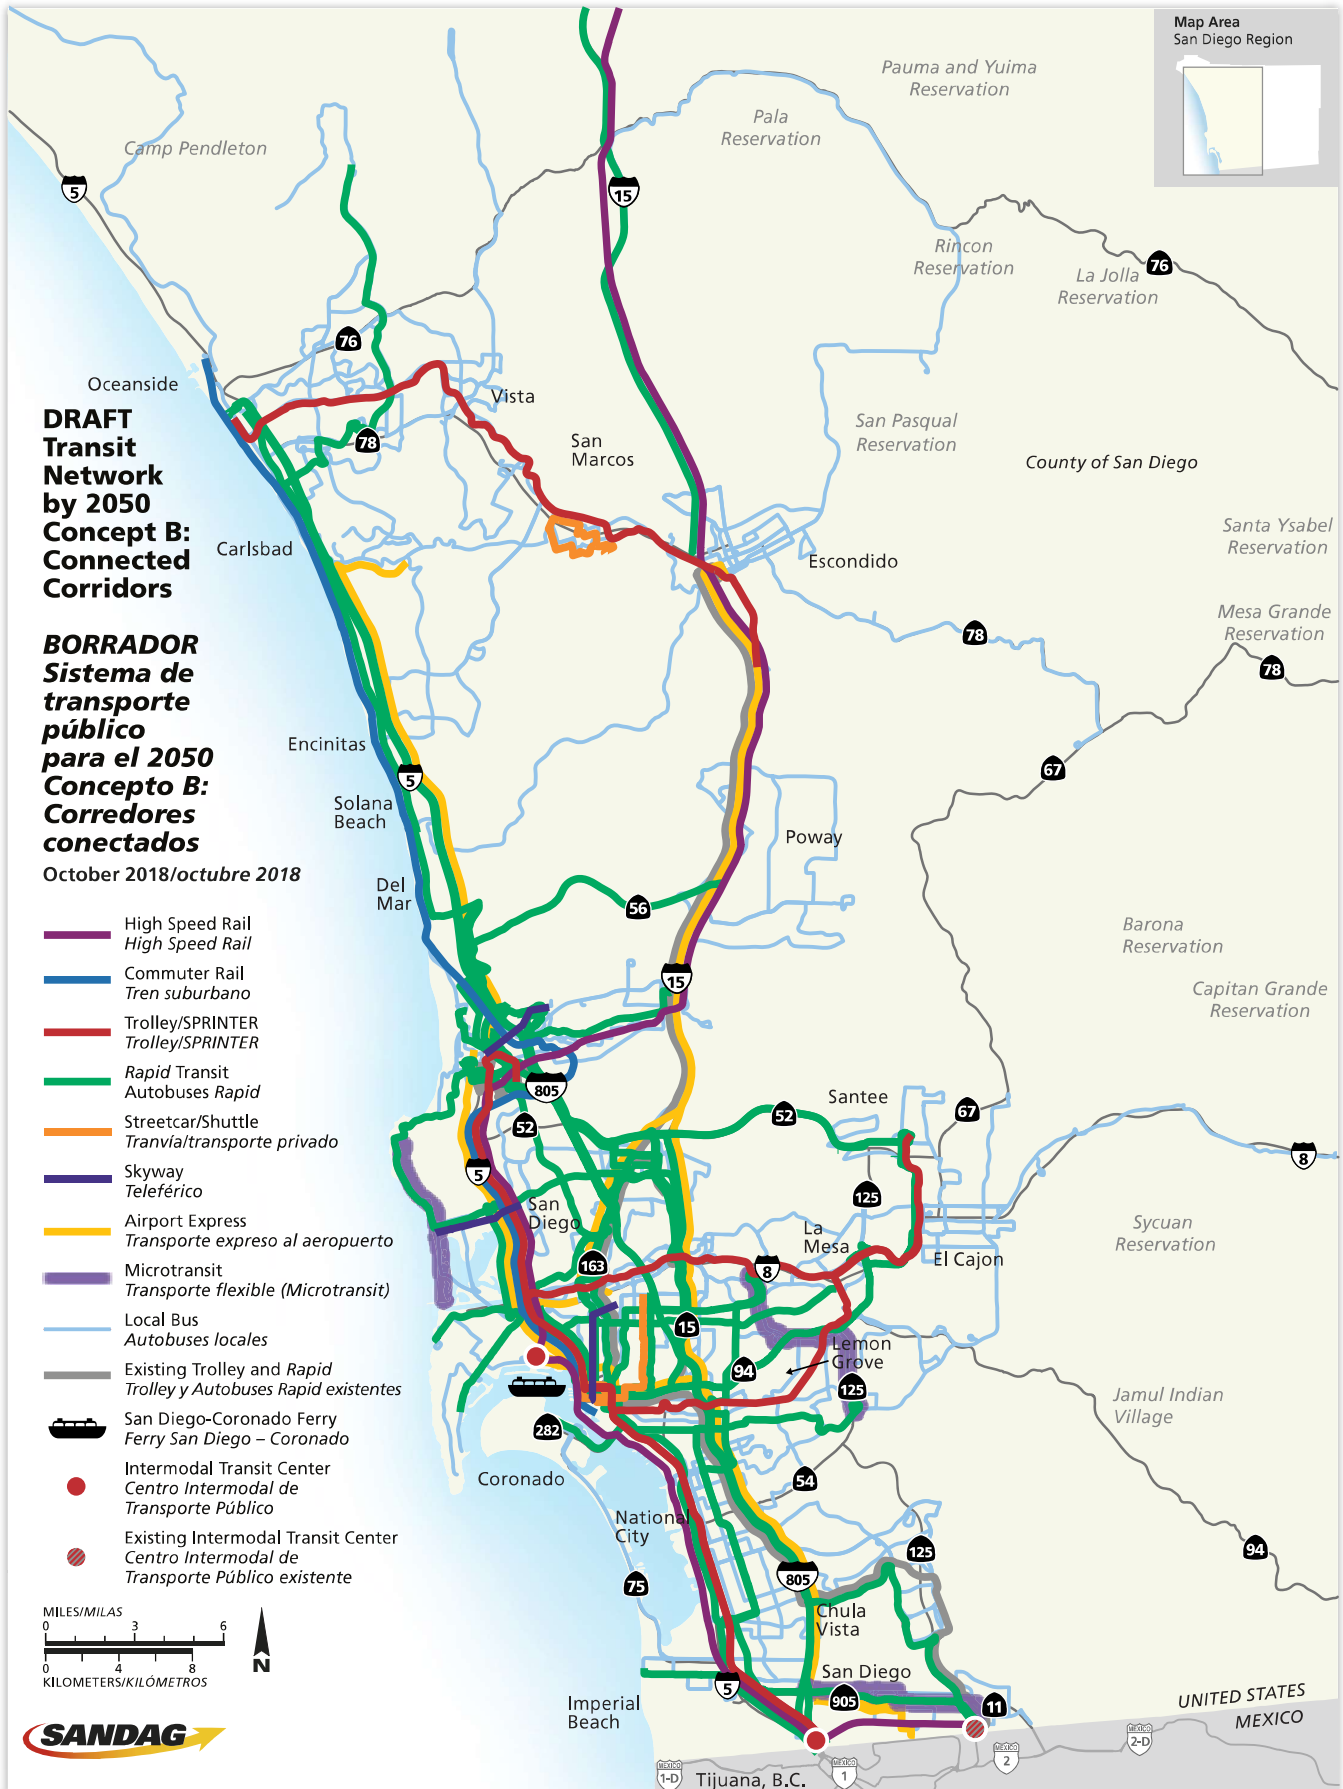 Map Area
San Diego Region
Pauma and Yuima
Reservation
Pala
Reservation
Camp Pendleton
5
15
Rincon
Reservation
La Jolla
Reservation
76
76
Oceanside
Vista
San
Marcos
San Pasqual
Reservation
County of San Diego
78
DRAFT
Transit
Network
by 2050
Concept B:
Connected
Corridors
Carlsbad
Escondido
Santa Ysabel
Reservation
Mesa Grande
Reservation
78
78
BORRADOR
Sistema de
transporte
público
para el 2050
Concepto B:
Corredores
conectados
October 2018/octubre 2018
Encinitas
5
67
Solana
Beach
Poway
Del
Mar
56
Barona
Reservation
15
Capitan Grande
Reservation
High Speed Rail
High Speed Rail
Commuter Rail
Tren suburbano
Trolley/SPRINTER
Trolley/SPRINTER
Rapid Transit
Autobuses Rapid
Streetcar/Shuttle
Tranvía/transporte privado
Skyway
Teleférico
Airport Express
Transporte expreso al aeropuerto
Microtransit
Transporte flexible (Microtransit)
Local Bus
Autobuses locales
Existing Trolley and Rapid
Trolley y Autobuses Rapid existentes
San Diego-Coronado Ferry
Ferry San Diego – Coronado
Intermodal Transit Center
Centro Intermodal de
Transporte Público
Existing Intermodal Transit Center
Centro Intermodal de
Transporte Público existente
805
52
Santee
52
67
8
5
125
San
Diego
La
Mesa
Sycuan
Reservation
163
8
El Cajon
15
Lemon
Grove
94
125
Jamul Indian
Village
282
Coronado
54
National
City
125
94
805
75
Chula
Vista
San Diego
5
905
11
Imperial
Beach
UNITED STATES
MEXICO
MEXICO
2-D
MEXICO
2
MEXICO
1
MEXICO
1-D
Tijuana, B.C.
MILES/MILAS
0 3 6
0 4 8
KILOMETERS/KILÓMETROS
N
SANDAG